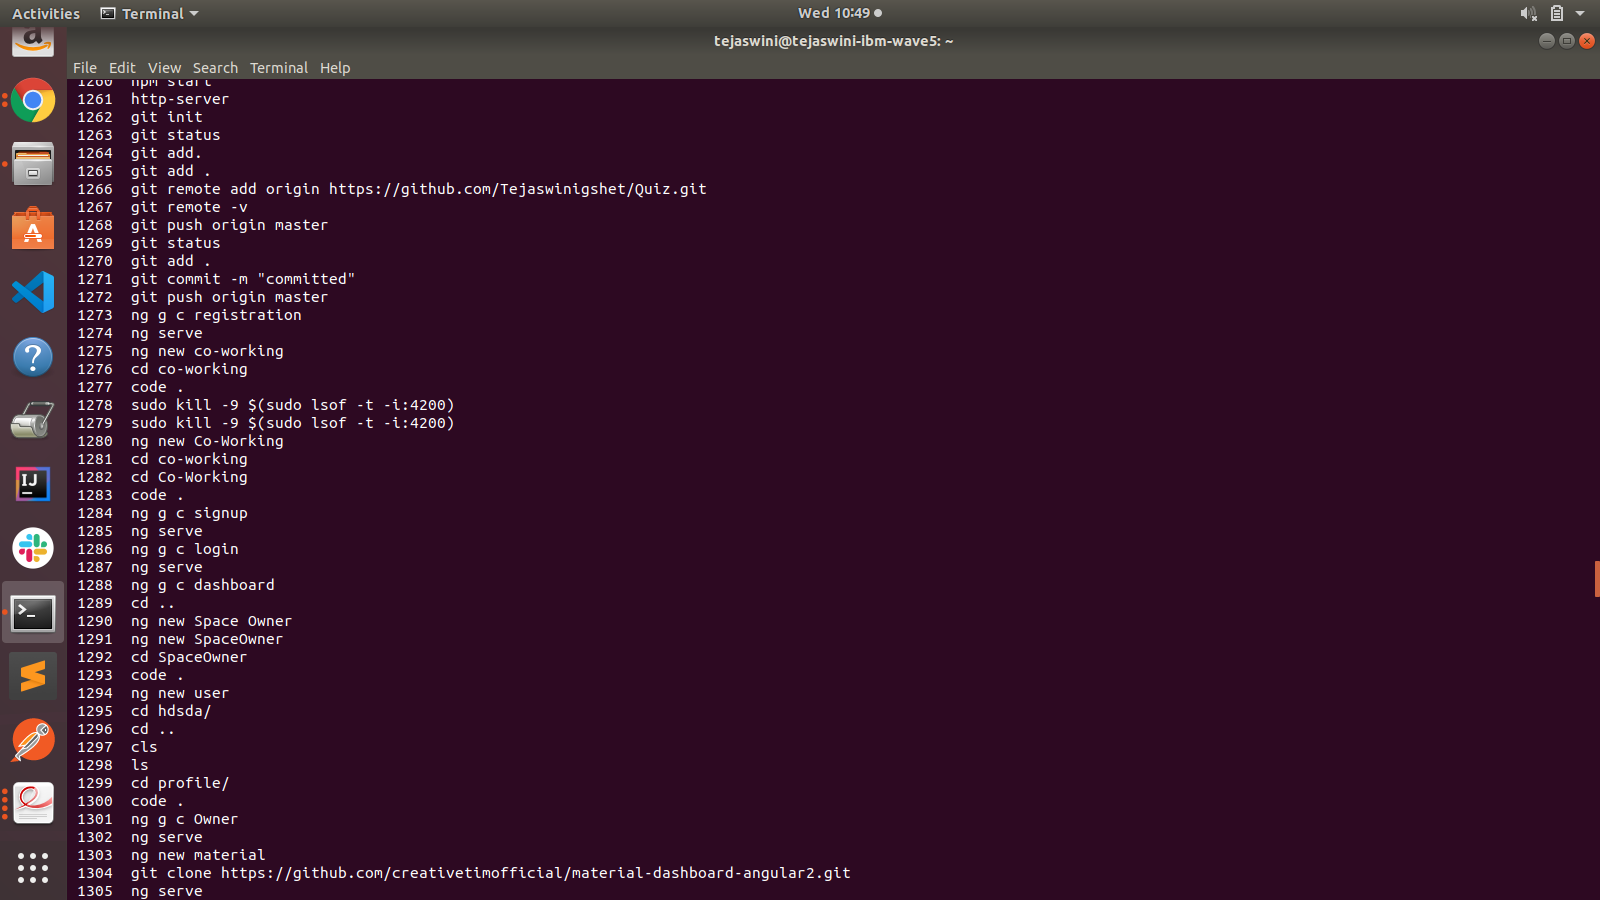 Activities Terminal Wed 10:49
tejaswini@tejaswini-ibm-wave5: ~
File Edit View Search Terminal Help
1260 npm start
1261 http-server
1262 git init
1263 git status
1264 git add.
1265 git add .
1266 git remote add origin https://github.com/Tejaswinigshet/Quiz.git
1267 git remote -v
1268 git push origin master
1269 git status
1270 git add .
1271 git commit -m "committed"
1272 git push origin master
1273 ng g c registration
1274 ng serve
1275 ng new co-working
1276 cd co-working
1277 code .
1278 sudo kill -9 $(sudo lsof -t -i:4200)
1279 sudo kill -9 $(sudo lsof -t -i:4200)
1280 ng new Co-Working
1281 cd co-working
1282 cd Co-Working
1283 code .
1284 ng g c signup
1285 ng serve
1286 ng g c login
1287 ng serve
1288 ng g c dashboard
1289 cd ..
1290 ng new Space Owner
1291 ng new SpaceOwner
1292 cd SpaceOwner
1293 code .
1294 ng new user
1295 cd hdsda/
1296 cd ..
1297 cls
1298 ls
1299 cd profile/
1300 code .
1301 ng g c Owner
1302 ng serve
1303 ng new material
1304 git clone https://github.com/creativetimofficial/material-dashboard-angular2.git
1305 ng serve